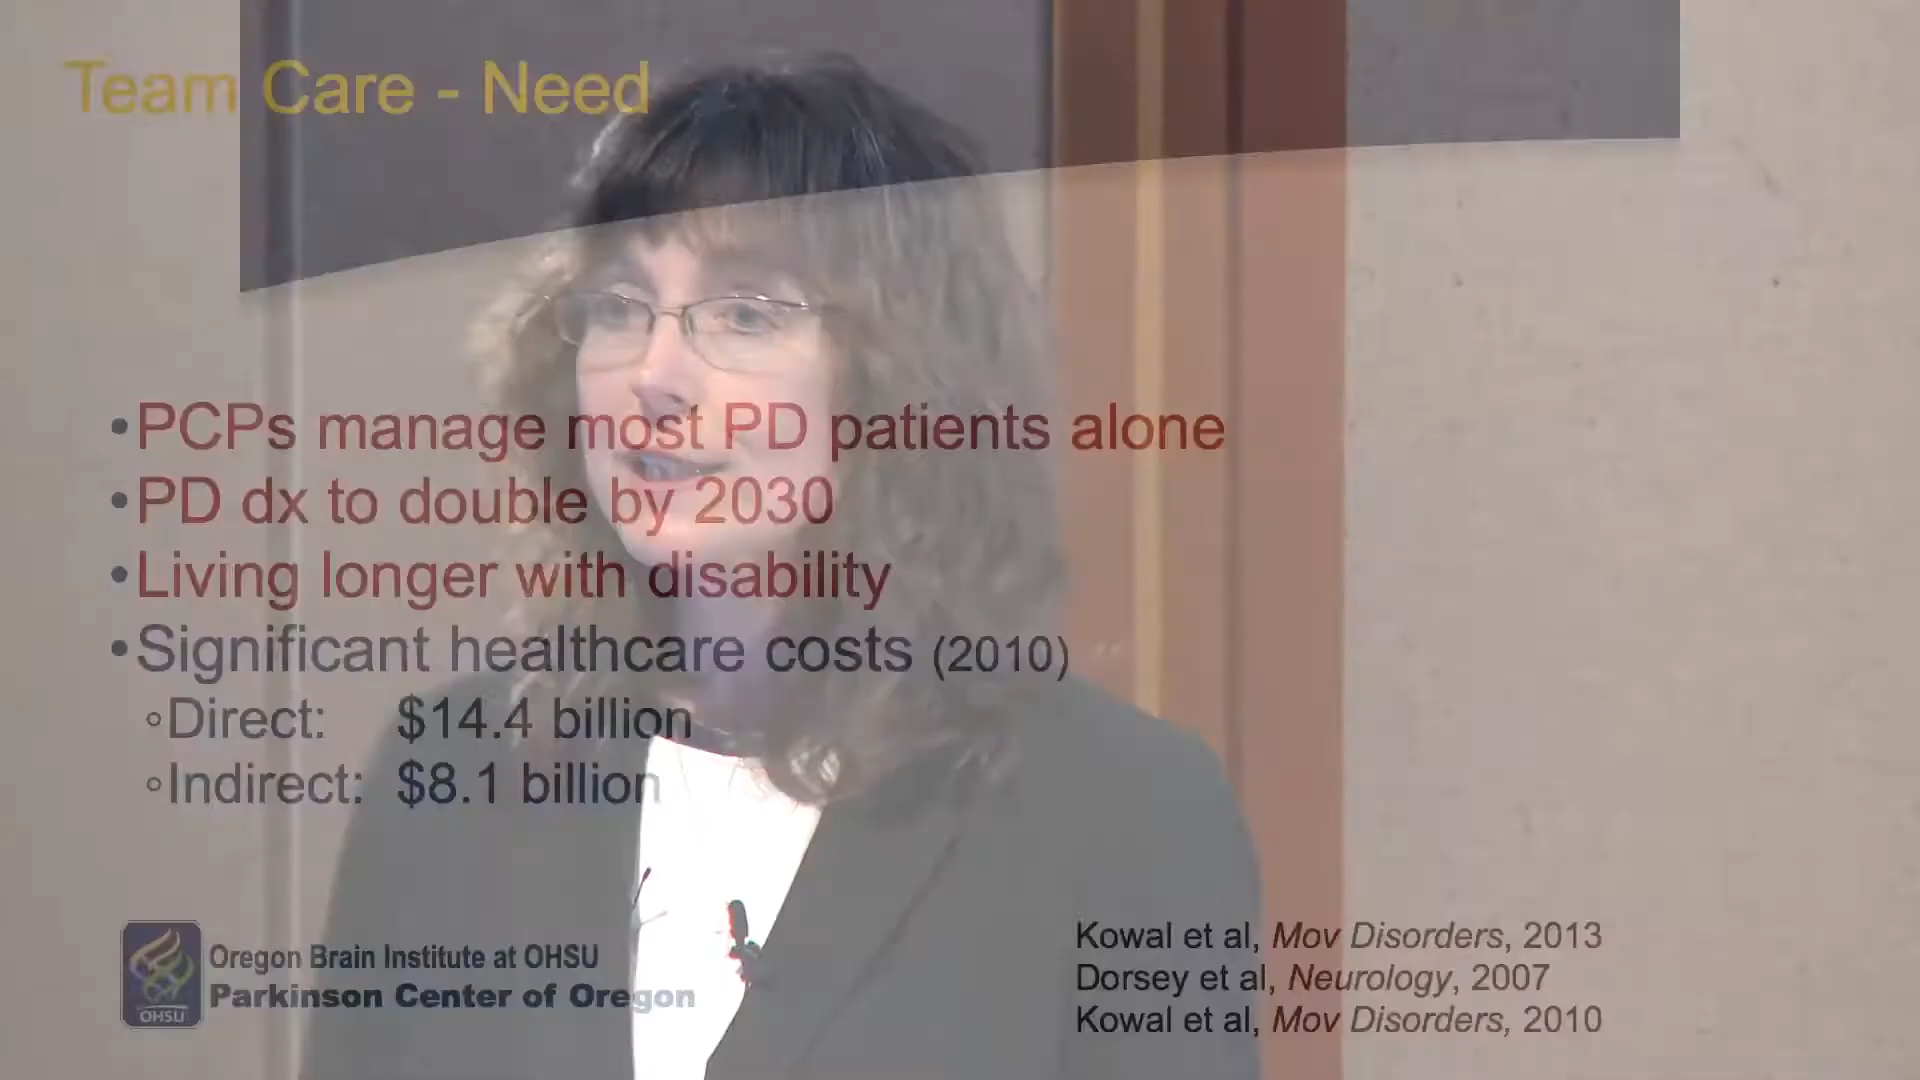 Team Care - Need
•PCPs manage most PD patients alone
•PD dx to double by 2030
•Living longer with disability
•Significant healthcare costs (2010)
◦Direct: $14.4 billion
◦Indirect: $8.1 billion
OHSU
Oregon Brain Institute at OHSU
Parkinson Center of Oregon
Kowal et al, Mov Disorders, 2013
Dorsey et al, Neurology, 2007
Kowal et al, Mov Disorders, 2010